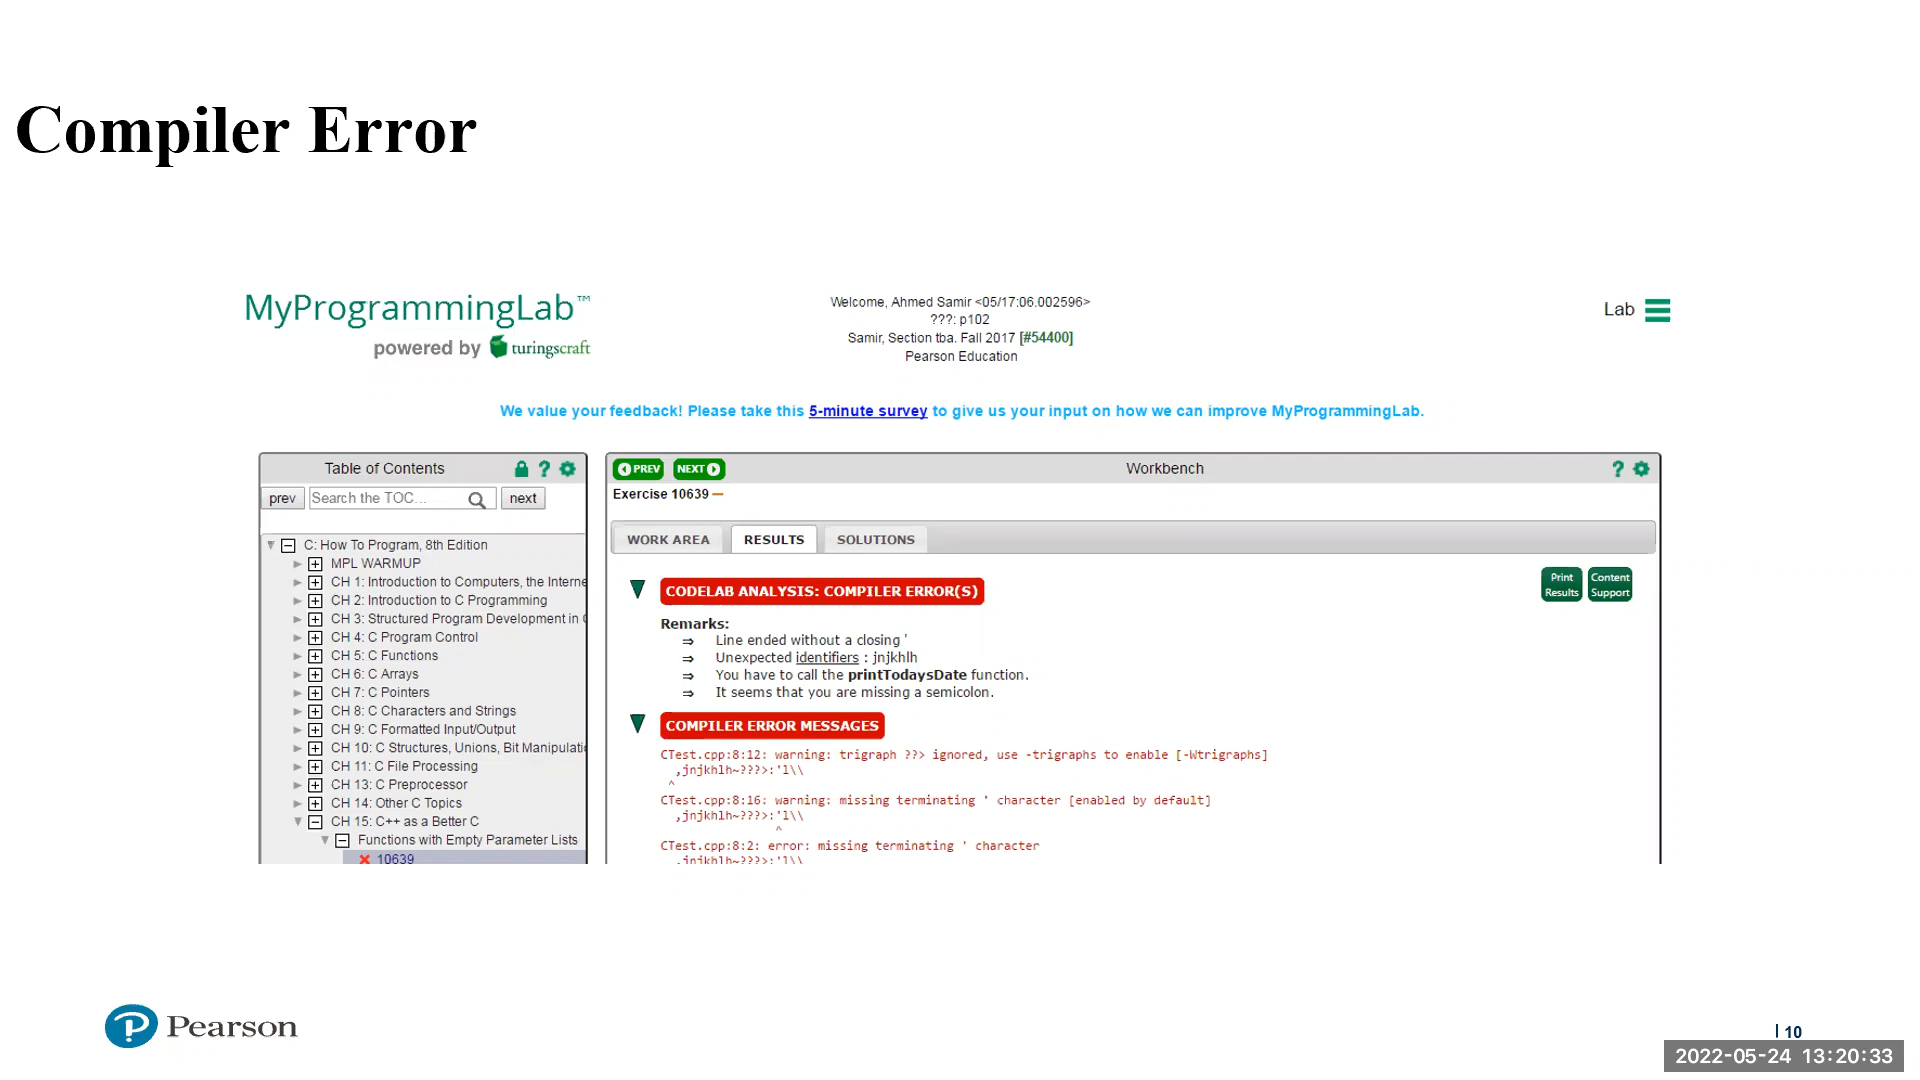 Compiler Error
MyProgrammingLab™
powered by turingscraft
Welcome, Ahmed Samir <05/17:06.002596>
???: p102
Samir, Section tba. Fall 2017 [#54400]
Pearson Education
Lab
We value your feedback! Please take this 5-minute survey to give us your input on how we can improve MyProgrammingLab.
Table of Contents
prev Search the TOC... next
C: How To Program, 8th Edition
MPL WARMUP
CH 1: Introduction to Computers, the Interne
CH 2: Introduction to C Programming
CH 3: Structured Program Development in C
CH 4: C Program Control
CH 5: C Functions
CH 6: C Arrays
CH 7: C Pointers
CH 8: C Characters and Strings
CH 9: C Formatted Input/Output
CH 10: C Structures, Unions, Bit Manipulatio
CH 11: C File Processing
CH 13: C Preprocessor
CH 14: Other C Topics
CH 15: C++ as a Better C
Functions with Empty Parameter Lists
10639
PREV NEXT Workbench
Exercise 10639
WORK AREA RESULTS SOLUTIONS
Print Results
Content Support
CODELAB ANALYSIS: COMPILER ERROR(S)
Remarks:
⇒ Line ended without a closing '
⇒ Unexpected identifiers : jnjkhlh
⇒ You have to call the printTodaysDate function.
⇒ It seems that you are missing a semicolon.
COMPILER ERROR MESSAGES
CTest.cpp:8:12: warning: trigraph ??> ignored, use -trigraphs to enable [-Wtrigraphs]
,jnjkhlh~???>:'l\\
^
CTest.cpp:8:16: warning: missing terminating ' character [enabled by default]
,jnjkhlh~???>:'l\\
^
CTest.cpp:8:2: error: missing terminating ' character
,jnjkhlh~???>:'l\\
Pearson
10
2022-05-24 13:20:33